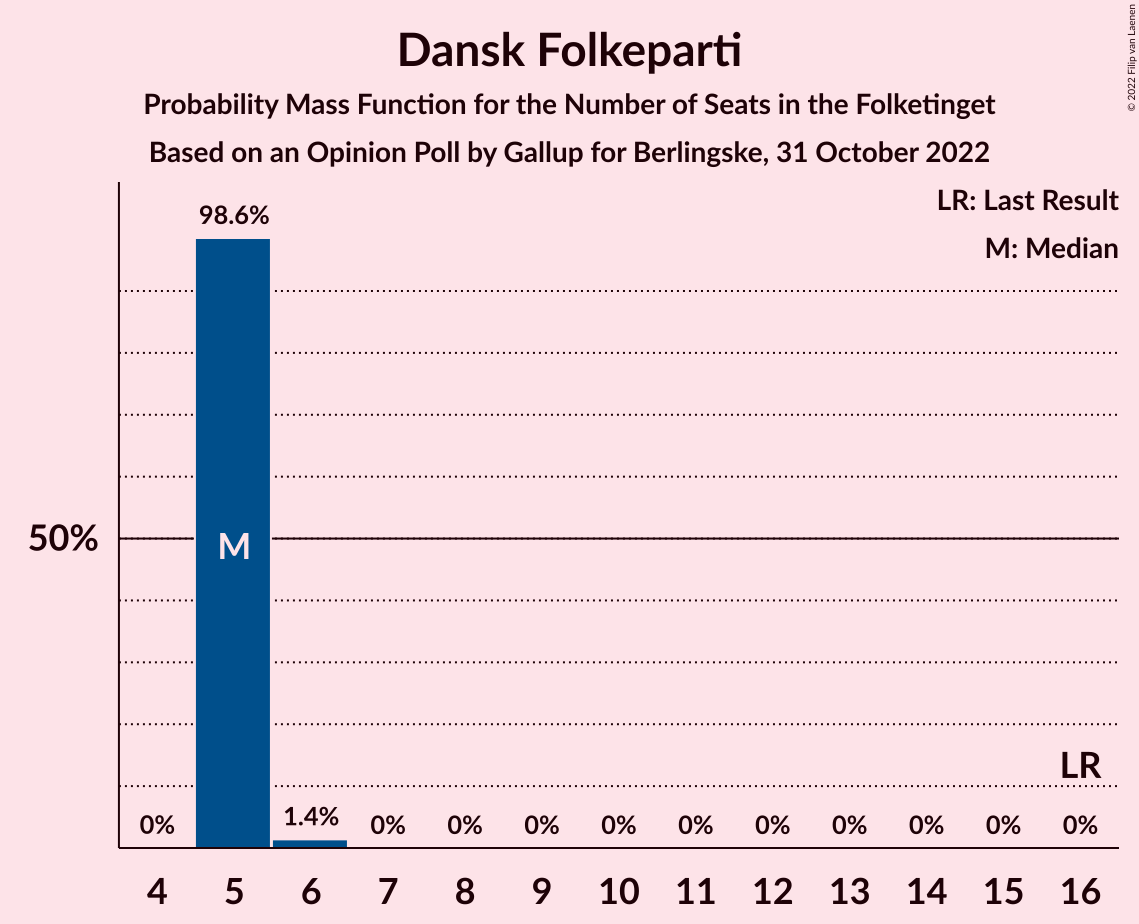 Dansk Folkeparti
Probability Mass Function for the Number of Seats in the Folketinget
Based on an Opinion Poll by Gallup for Berlingske, 31 October 2022
© 2022 Filip van Laenen
LR: Last Result
M: Median
98.6%
50%
M
LR
0% 1.4% 0% 0% 0% 0% 0% 0% 0% 0% 0% 0%
4 5 6 7 8 9 10 11 12 13 14 15 16